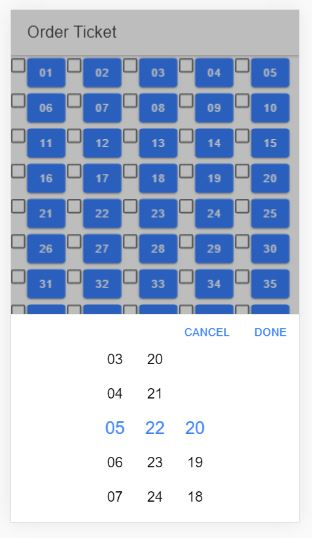 Order Ticket
01 02 03 04 05
06 07 08 09 10
11 12 13 14 15
16 17 18 19 20
21 22 23 24 25
26 27 28 29 30
31 32 33 34 35
CANCEL DONE
03 20
04 21
05 22 20
06 23 19
07 24 18